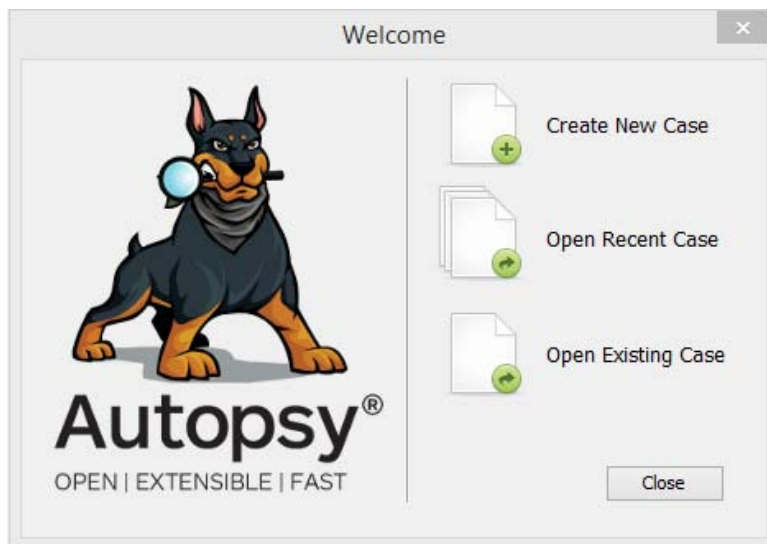 Welcome
Create New Case
Open Recent Case
Open Existing Case
Autopsy®
OPEN | EXTENSIBLE | FAST
Close